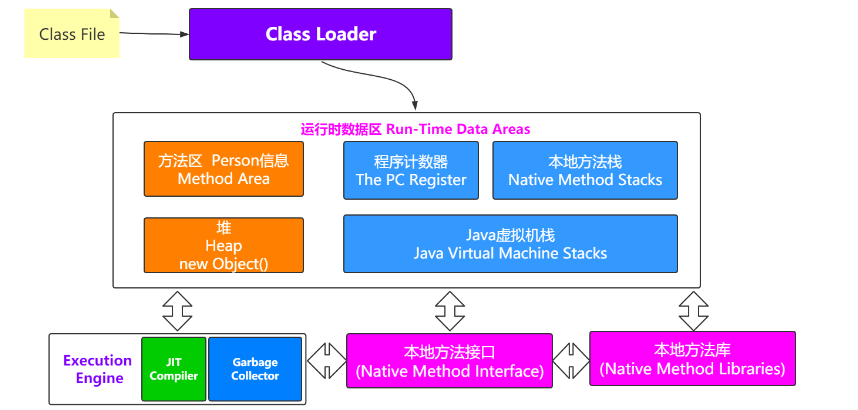 Class File
Class Loader
运行时数据区 Run-Time Data Areas
方法区 Person信息
Method Area
程序计数器
The PC Register
本地方法栈
Native Method Stacks
堆
Heap
new Object()
Java虚拟机栈
Java Virtual Machine Stacks
Execution
Engine
JIT
Compiler
Garbage
Collector
本地方法接口
(Native Method Interface)
本地方法库
(Native Method Libraries)